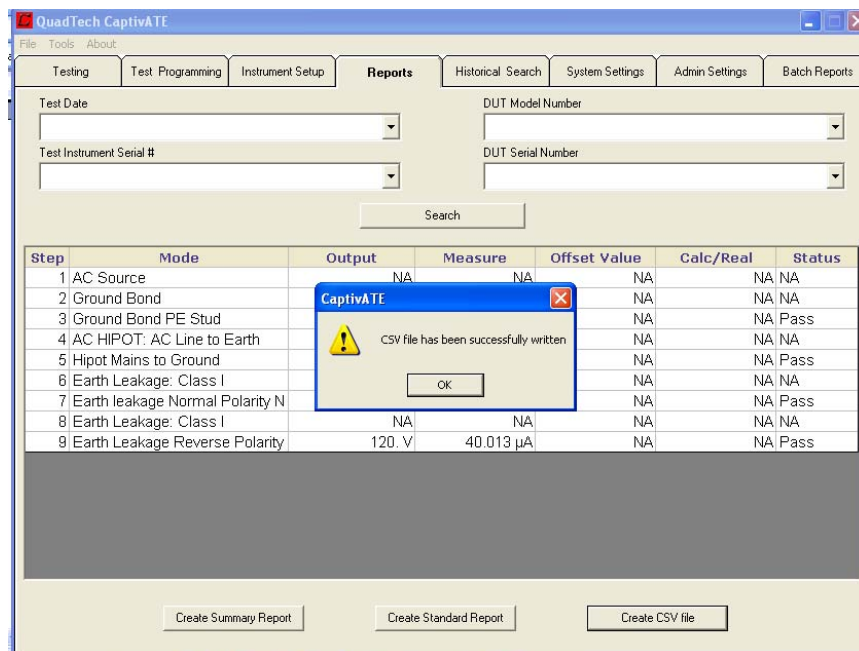 QuadTech CaptivATE
File Tools About
Testing Test Programming Instrument Setup Reports Historical Search System Settings Admin Settings Batch Reports
Test Date DUT Model Number
Test Instrument Serial # DUT Serial Number
Search
Step Mode Output Measure Offset Value Calc/Real Status
1 AC Source NA NA NA NA NA
2 Ground Bond NA NA NA
3 Ground Bond PE Stud NA NA Pass
4 AC HIPOT: AC Line to Earth NA NA NA
5 Hipot Mains to Ground NA NA Pass
6 Earth Leakage: Class I NA NA NA
7 Earth leakage Normal Polarity N NA NA Pass
8 Earth Leakage: Class I NA NA NA NA NA
9 Earth Leakage Reverse Polarity 120. V 40.013 µA NA NA Pass
CaptivATE
CSV file has been successfully written
OK
Create Summary Report Create Standard Report Create CSV file